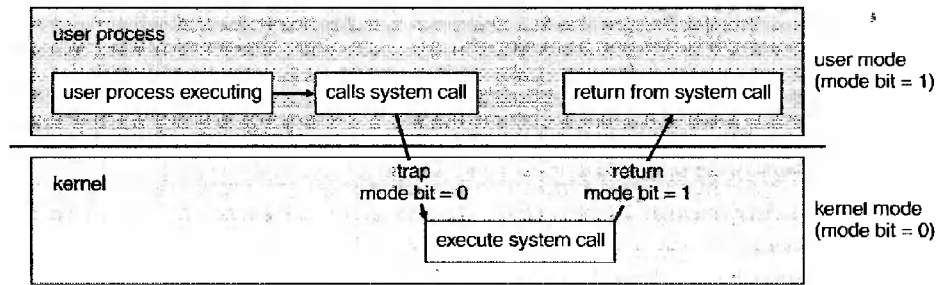 user process
user process executing
calls system call
return from system call
user mode
(mode bit = 1)
trap
mode bit = 0
return
mode bit = 1
kernel
execute system call
kernel mode
(mode bit = 0)